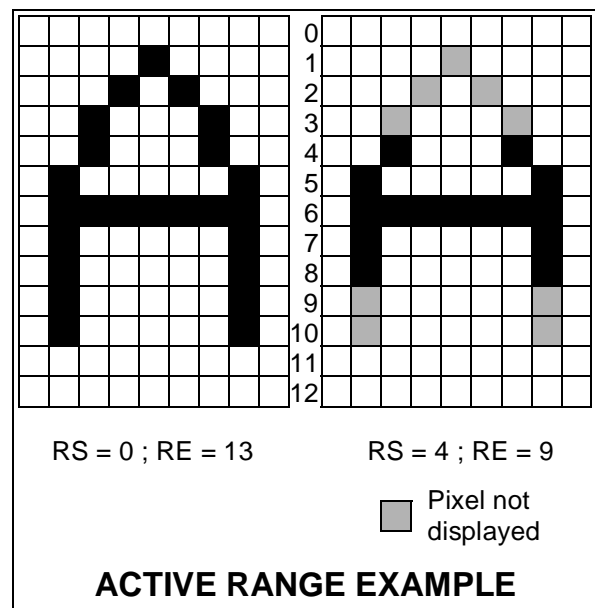 0
1
2
3
4
5
6
7
8
9
10
11
12
RS = 0 ; RE = 13
RS = 4 ; RE = 9
Pixel not
displayed
ACTIVE RANGE EXAMPLE